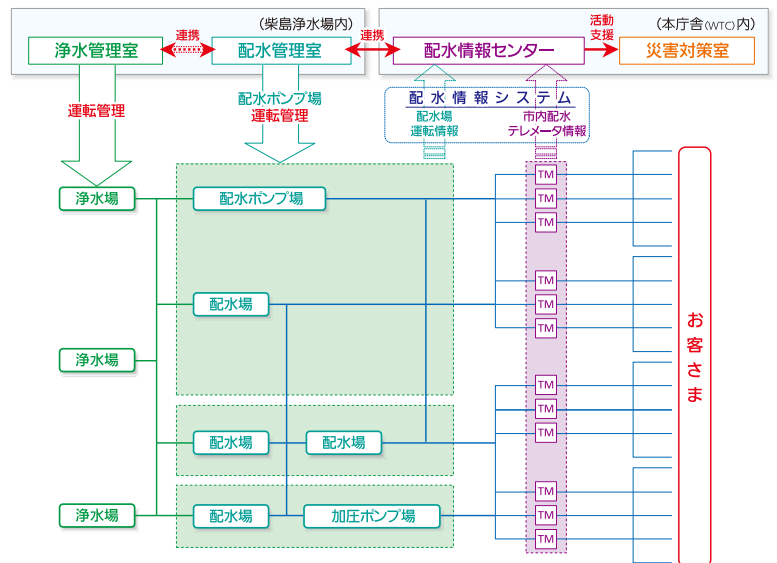 (柴島浄水場内)
(本庁舎(WTC)内)
浄水管理室
連携
配水管理室
連携
配水情報センター
活動
支援
災害対策室
運転管理
配水ポンプ場
運転管理
配水情報システム
配水場
運転情報
市内配水
テレメータ情報
浄水場
配水ポンプ場
TM
TM
TM
配水場
TM
TM
TM
浄水場
TM
TM
TM
配水場
配水場
浄水場
配水場
加圧ポンプ場
TM
TM
TM
お客さま